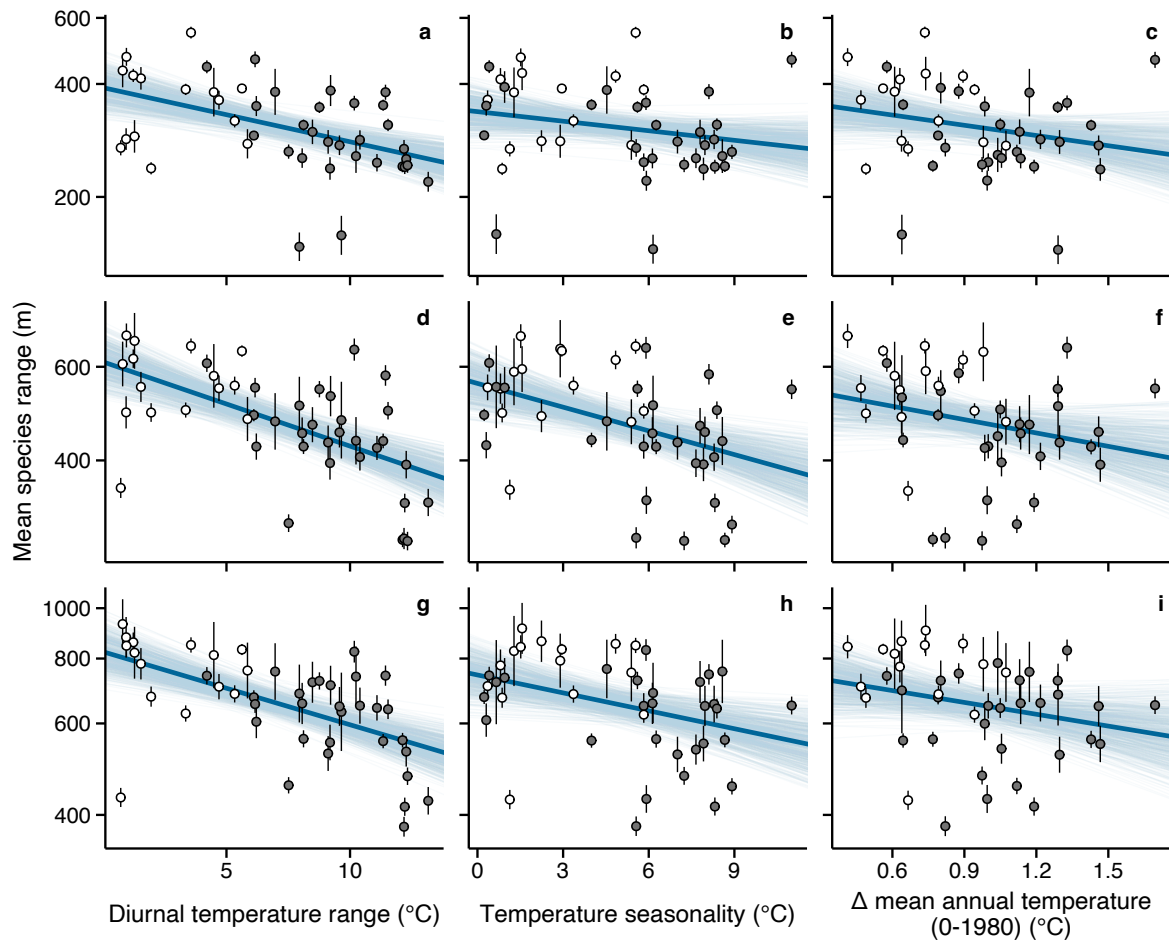 600
400
200
a
b
c
Mean species range (m)
600
400
d
e
f
1000
800
600
400
g
h
i
5 10
0 3 6 9
0.6 0.9 1.2 1.5
Diurnal temperature range (°C)
Temperature seasonality (°C)
Δ mean annual temperature
(0-1980) (°C)